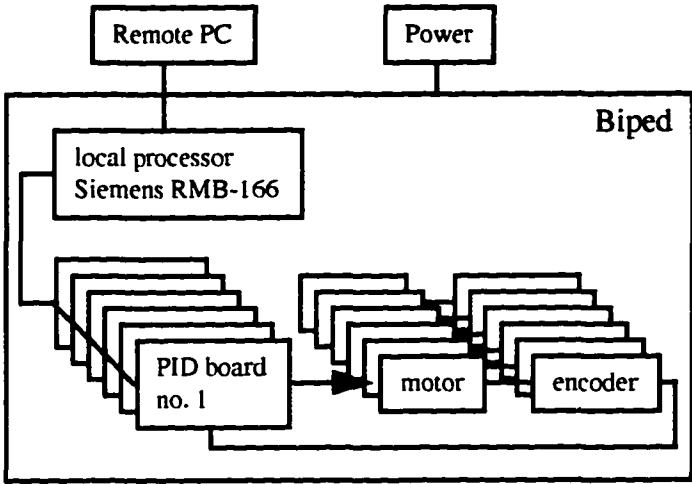 Remote PC
Power
Biped
local processor
Siemens RMB-166
PID board
no. 1
motor
encoder